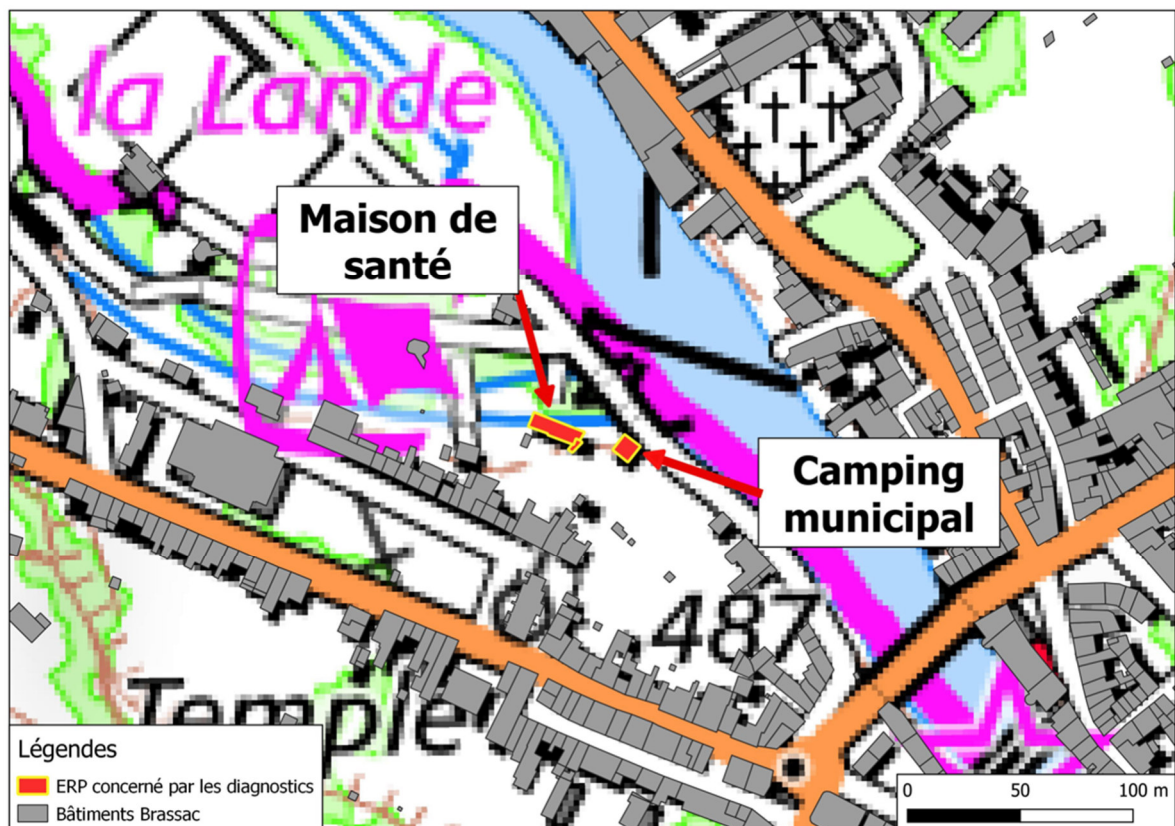 la Lande
Maison de
santé
Camping
municipal
487
Temple
Légendes
ERP concerné par les diagnostics
Bâtiments Brassac
0 50 100 m